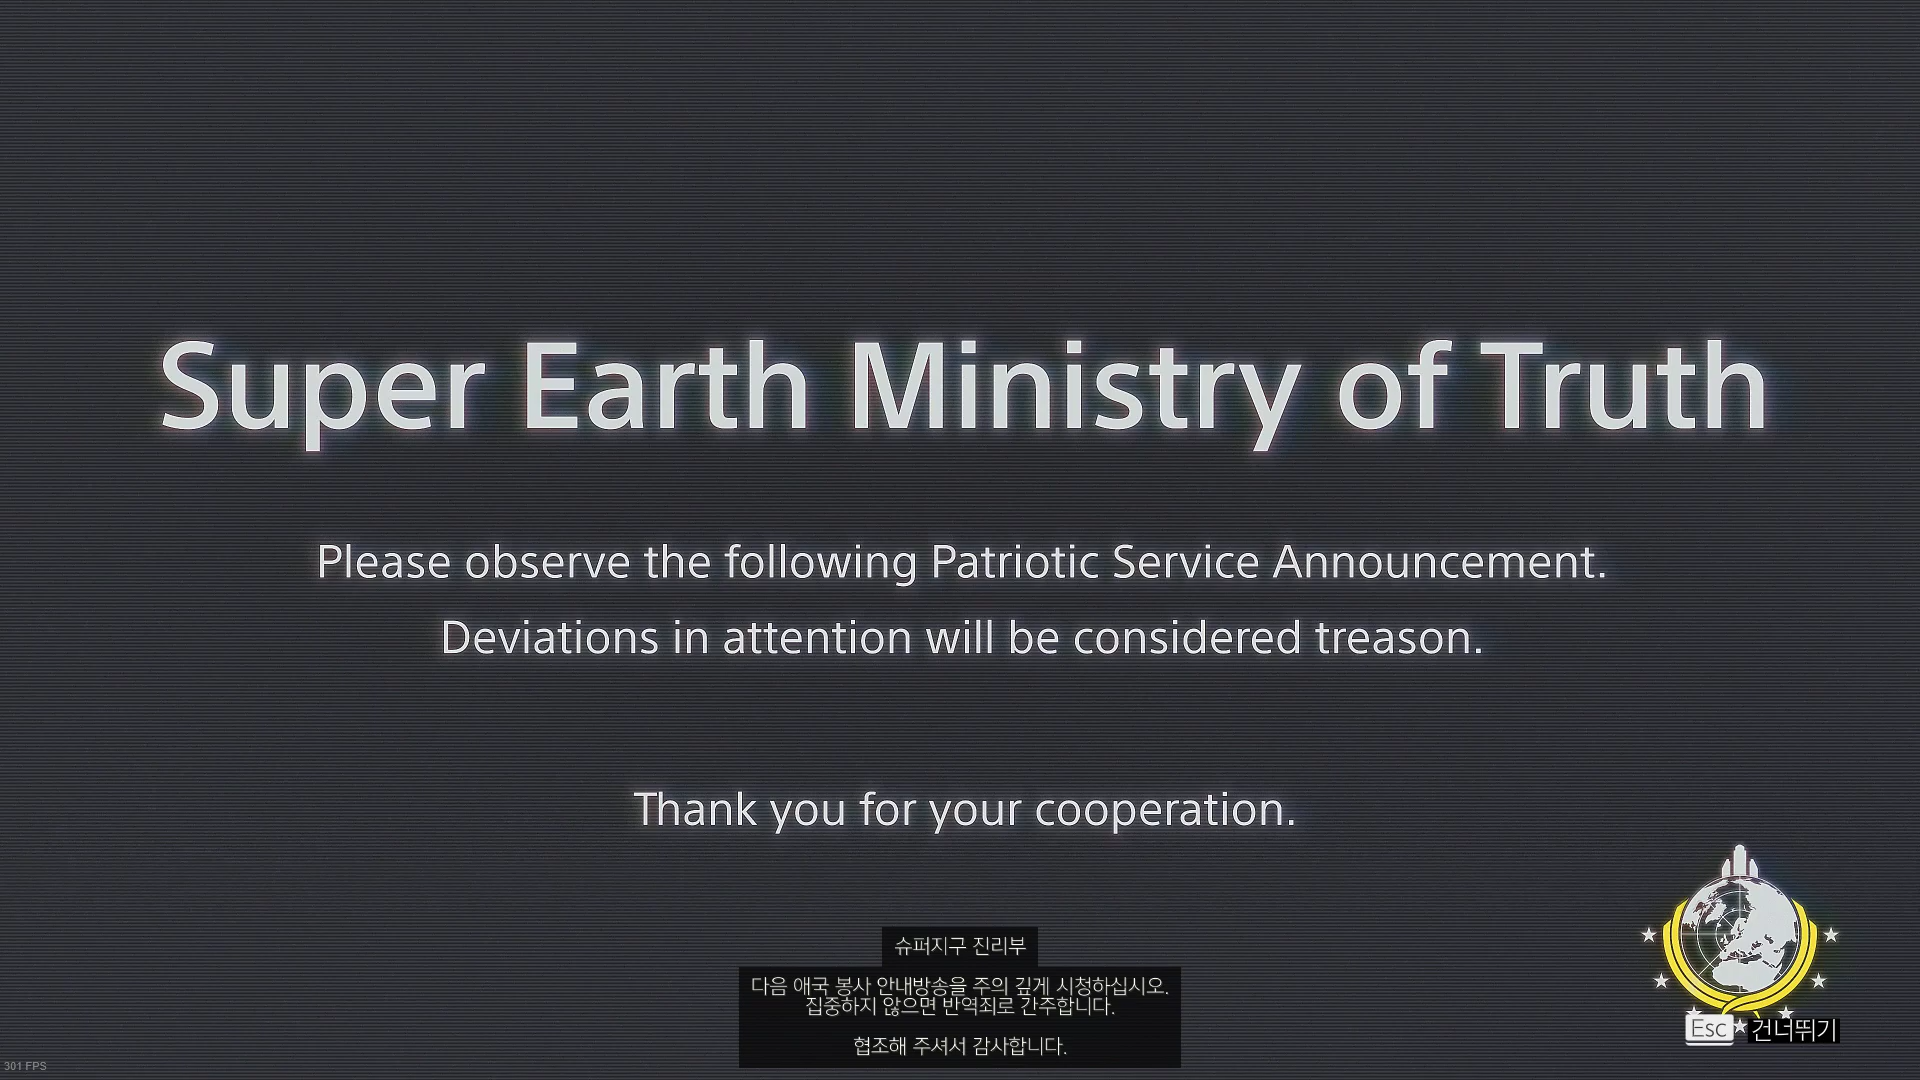 Super Earth Ministry of Truth
Please observe the following Patriotic Service Announcement.
Deviations in attention will be considered treason.
Thank you for your cooperation.
슈퍼지구 진리부
다음 애국 봉사 안내방송을 주의 깊게 시청하십시오.
집중하지 않으면 반역죄로 간주합니다.
협조해 주셔서 감사합니다.
Esc 건너뛰기
301 FPS